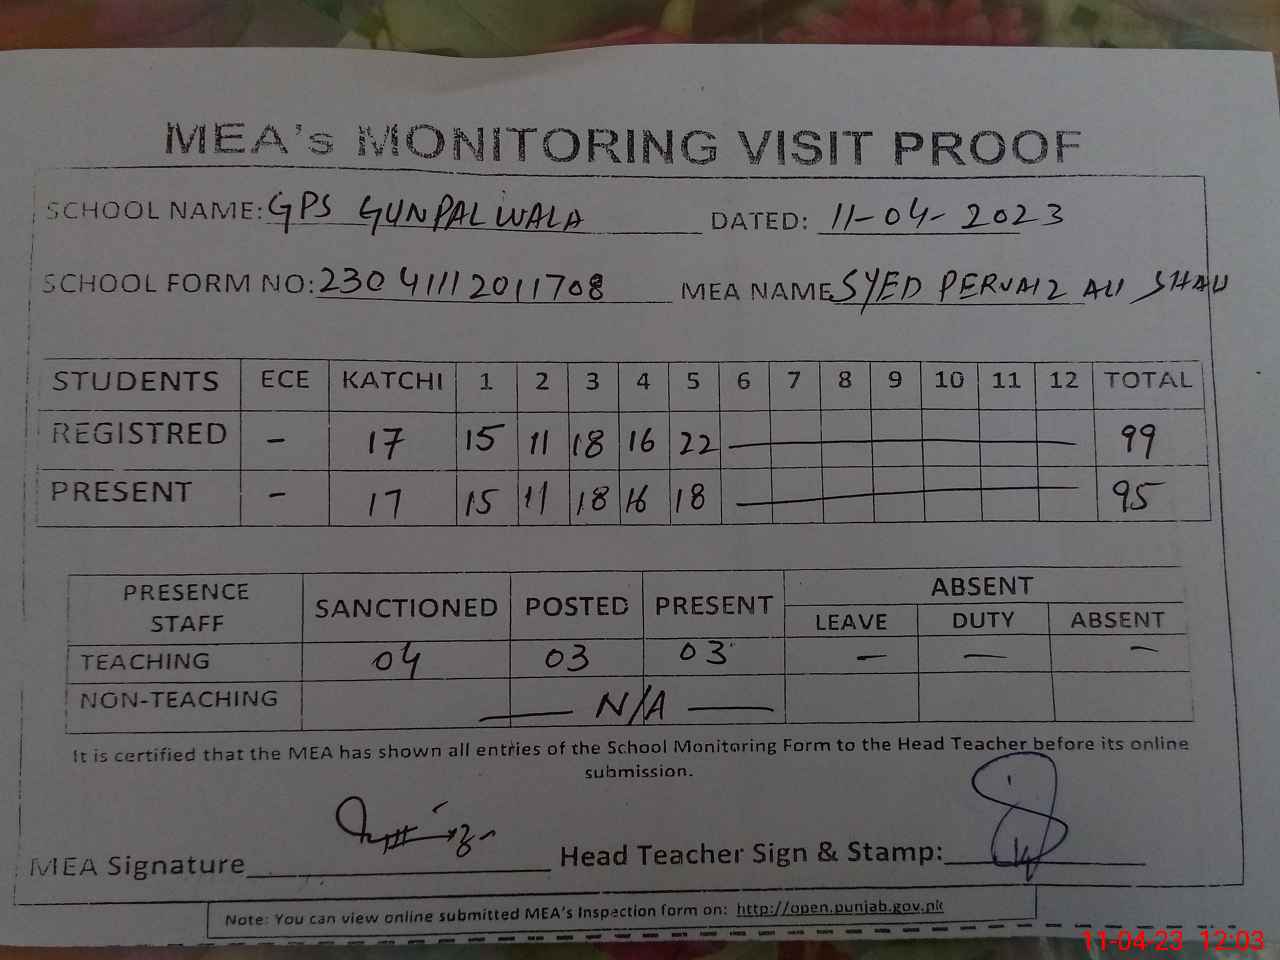 MEA's MONITORING VISIT PROOF
SCHOOL NAME: GPS GUNPAL WALA DATED: 11-04-2023
SCHOOL FORM NO: 23041112011708 MEA NAME SYED PERVAIZ ALI SHAH
STUDENTS ECE KATCHI 1 2 3 4 5 6 7 8 9 10 11 12 TOTAL
REGISTRED - 17 15 11 18 16 22 99
PRESENT - 17 15 11 18 16 18 95
PRESENCE STAFF SANCTIONED POSTED PRESENT ABSENT
LEAVE DUTY ABSENT
TEACHING 04 03 03 - - -
NON-TEACHING N/A
It is certified that the MEA has shown all entries of the School Monitoring Form to the Head Teacher before its online
submission.
MEA Signature Head Teacher Sign & Stamp:
Note: You can view online submitted MEA's Inspection form on: http://open.punjab.gov.pk
11-04-23 12:03